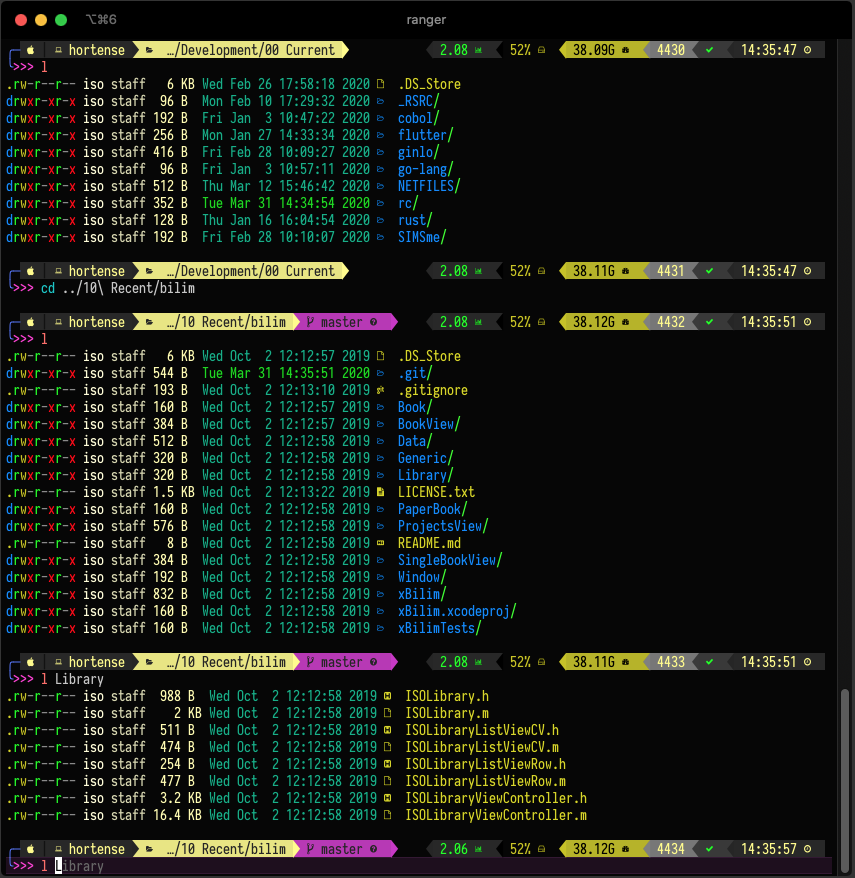 ⌥⌘6 ranger
hortense …/Development/00 Current 2.08 52% 38.09G 4430 ✔ 14:35:47
>>> l
.rw-r--r-- iso staff 6 KB Wed Feb 26 17:58:18 2020 .DS_Store
drwxr-xr-x iso staff 96 B Mon Feb 10 17:29:32 2020 _RSRC/
drwxr-xr-x iso staff 192 B Fri Jan 3 10:47:22 2020 cobol/
drwxr-xr-x iso staff 256 B Mon Jan 27 14:33:34 2020 flutter/
drwxr-xr-x iso staff 416 B Fri Feb 28 10:09:27 2020 ginlo/
drwxr-xr-x iso staff 96 B Fri Jan 3 10:57:11 2020 go-lang/
drwxr-xr-x iso staff 512 B Thu Mar 12 15:46:42 2020 NETFILES/
drwxr-xr-x iso staff 352 B Tue Mar 31 14:34:54 2020 rc/
drwxr-xr-x iso staff 128 B Thu Jan 16 16:04:54 2020 rust/
drwxr-xr-x iso staff 192 B Fri Feb 28 10:10:07 2020 SIMSme/
hortense …/Development/00 Current 2.08 52% 38.11G 4431 ✔ 14:35:47
>>> cd ../10\ Recent/bilim
hortense …/10 Recent/bilim master 2.08 52% 38.12G 4432 ✔ 14:35:51
>>> l
.rw-r--r-- iso staff 6 KB Wed Oct 2 12:12:57 2019 .DS_Store
drwxr-xr-x iso staff 544 B Tue Mar 31 14:35:51 2020 .git/
.rw-r--r-- iso staff 193 B Wed Oct 2 12:13:10 2019 .gitignore
drwxr-xr-x iso staff 160 B Wed Oct 2 12:12:57 2019 Book/
drwxr-xr-x iso staff 384 B Wed Oct 2 12:12:57 2019 BookView/
drwxr-xr-x iso staff 512 B Wed Oct 2 12:12:58 2019 Data/
drwxr-xr-x iso staff 320 B Wed Oct 2 12:12:58 2019 Generic/
drwxr-xr-x iso staff 320 B Wed Oct 2 12:12:58 2019 Library/
.rw-r--r-- iso staff 1.5 KB Wed Oct 2 12:13:22 2019 LICENSE.txt
drwxr-xr-x iso staff 160 B Wed Oct 2 12:12:58 2019 PaperBook/
drwxr-xr-x iso staff 576 B Wed Oct 2 12:12:58 2019 ProjectsView/
.rw-r--r-- iso staff 8 B Wed Oct 2 12:12:58 2019 README.md
drwxr-xr-x iso staff 384 B Wed Oct 2 12:12:58 2019 SingleBookView/
drwxr-xr-x iso staff 192 B Wed Oct 2 12:12:58 2019 Window/
drwxr-xr-x iso staff 832 B Wed Oct 2 12:12:58 2019 xBilim/
drwxr-xr-x iso staff 160 B Wed Oct 2 12:12:58 2019 xBilim.xcodeproj/
drwxr-xr-x iso staff 160 B Wed Oct 2 12:12:58 2019 xBilimTests/
hortense …/10 Recent/bilim master 2.08 52% 38.11G 4433 ✔ 14:35:51
>>> l Library
.rw-r--r-- iso staff 988 B Wed Oct 2 12:12:58 2019 ISOLibrary.h
.rw-r--r-- iso staff 2 KB Wed Oct 2 12:12:58 2019 ISOLibrary.m
.rw-r--r-- iso staff 511 B Wed Oct 2 12:12:58 2019 ISOLibraryListViewCV.h
.rw-r--r-- iso staff 474 B Wed Oct 2 12:12:58 2019 ISOLibraryListViewCV.m
.rw-r--r-- iso staff 254 B Wed Oct 2 12:12:58 2019 ISOLibraryListViewRow.h
.rw-r--r-- iso staff 477 B Wed Oct 2 12:12:58 2019 ISOLibraryListViewRow.m
.rw-r--r-- iso staff 3.2 KB Wed Oct 2 12:12:58 2019 ISOLibraryViewController.h
.rw-r--r-- iso staff 16.4 KB Wed Oct 2 12:12:58 2019 ISOLibraryViewController.m
hortense …/10 Recent/bilim master 2.06 52% 38.12G 4434 ✔ 14:35:57
>>> l Library